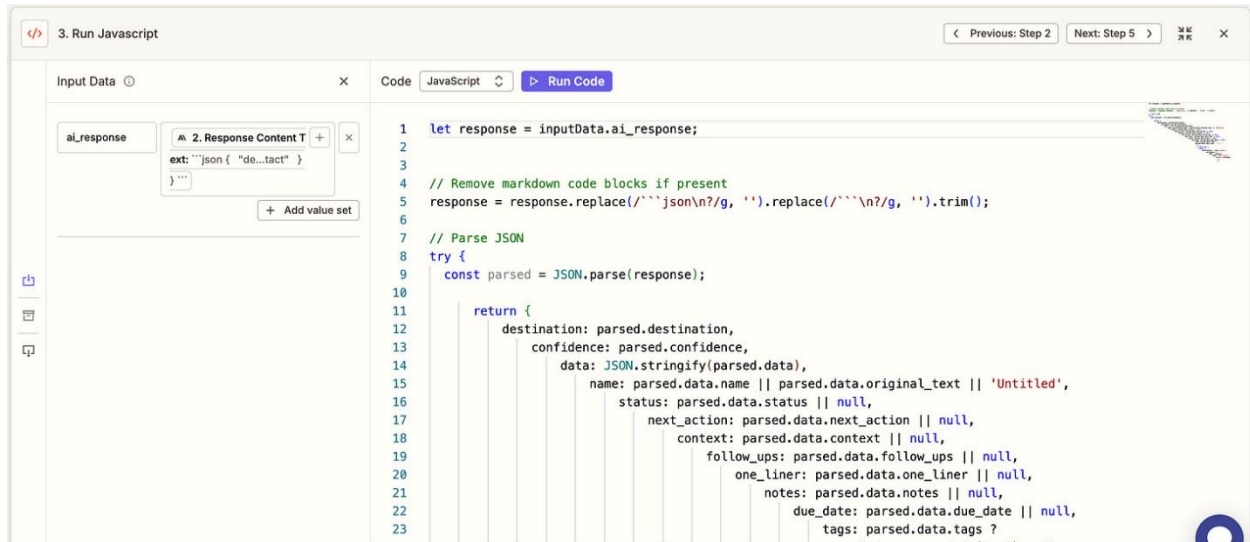 </> 3. Run Javascript
< Previous: Step 2
Next: Step 5 >
Input Data
Code
JavaScript
Run Code
ai_response
2. Response Content T
ext: ```json { "de...tact" }
} ```
+ Add value set
1 let response = inputData.ai_response;
2
3
4 // Remove markdown code blocks if present
5 response = response.replace(/```json\n?/g, '').replace(/```\n?/g, '').trim();
6
7 // Parse JSON
8 try {
9 const parsed = JSON.parse(response);
10
11 return {
12 destination: parsed.destination,
13 confidence: parsed.confidence,
14 data: JSON.stringify(parsed.data),
15 name: parsed.data.name || parsed.data.original_text || 'Untitled',
16 status: parsed.data.status || null,
17 next_action: parsed.data.next_action || null,
18 context: parsed.data.context || null,
19 follow_ups: parsed.data.follow_ups || null,
20 one_liner: parsed.data.one_liner || null,
21 notes: parsed.data.notes || null,
22 due_date: parsed.data.due_date || null,
23 tags: parsed.data.tags ?